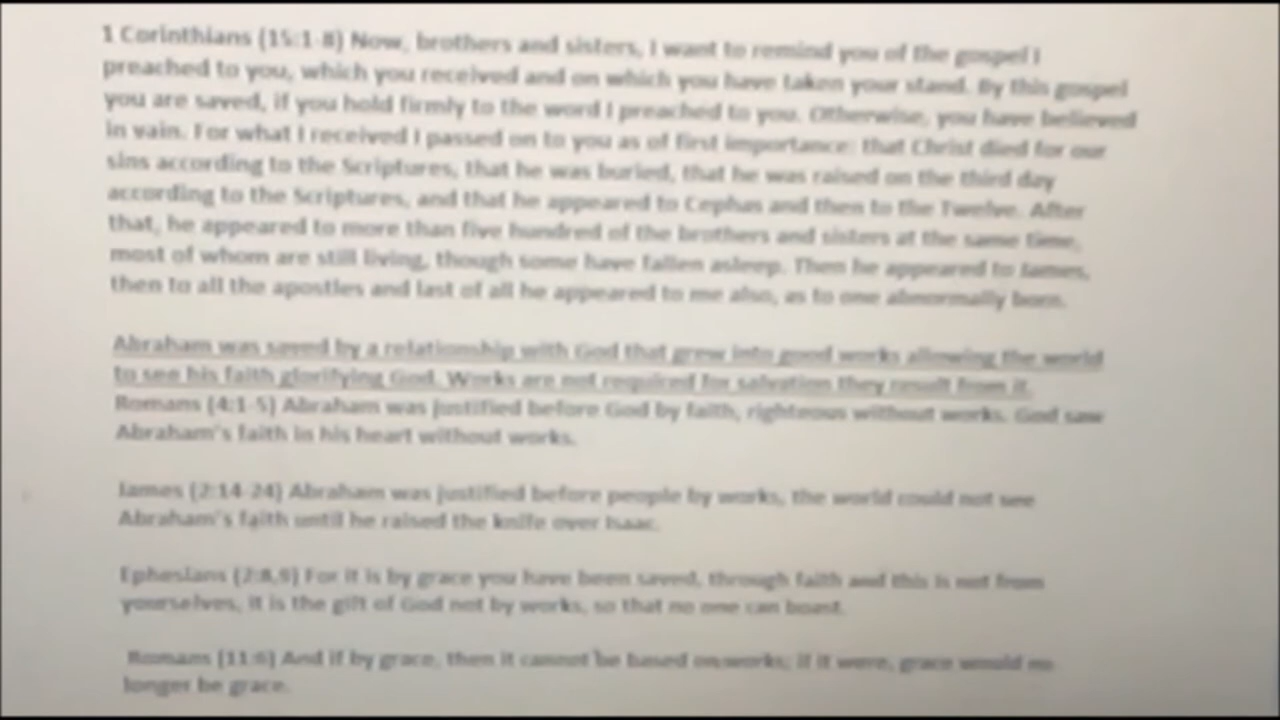 1 Corinthians (15:1-8) Now, brothers and sisters, I want to remind you of the gospel I
preached to you, which you received and on which you have taken your stand. By this gospel
you are saved, if you hold firmly to the word I preached to you. Otherwise, you have believed
in vain. For what I received I passed on to you as of first importance: that Christ died for our
sins according to the Scriptures, that he was buried, that he was raised on the third day
according to the Scriptures, and that he appeared to Cephas and then to the Twelve. After
that, he appeared to more than five hundred of the brothers and sisters at the same time,
most of whom are still living, though some have fallen asleep. Then he appeared to James,
then to all the apostles and last of all he appeared to me also, as to one abnormally born.
Abraham was saved by a relationship with God that grew into good works allowing the world
to see his faith glorifying God. Works are not required for salvation they result from it.
Romans (4:1-5) Abraham was justified before God by faith, righteous without works. God saw
Abraham's faith in his heart without works.
James (2:14-24) Abraham was justified before people by works, the world could not see
Abraham's faith until he raised the knife over Isaac.
Ephesians (2:8,9) For it is by grace you have been saved, through faith and this is not from
yourselves, it is the gift of God not by works, so that no one can boast.
Romans (11:6) And if by grace, then it cannot be based on works; if it were, grace would no
longer be grace.